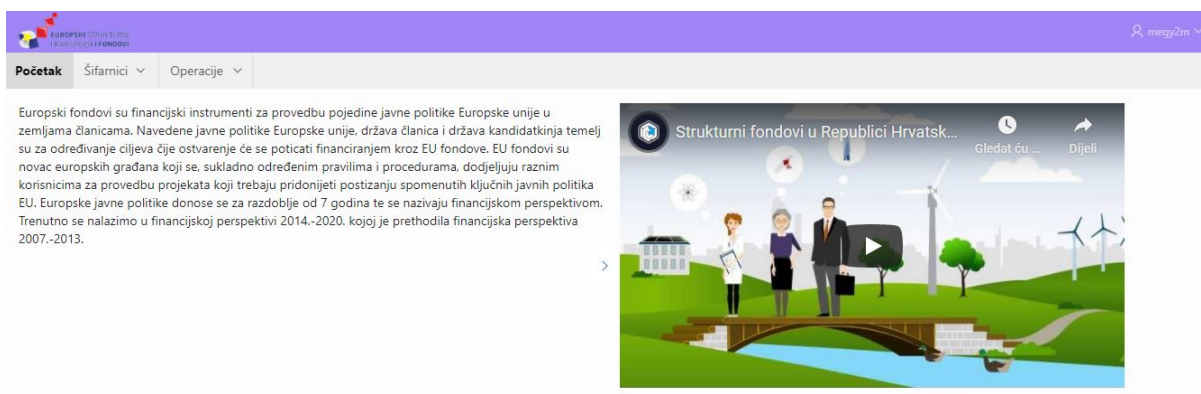 EUROPSKI STRUKTURNI
I INVESTICIJSKI FONDOVI
megy2m
Početak
Šifarnici
Operacije
Europski fondovi su financijski instrumenti za provedbu pojedine javne politike Europske unije u
zemljama članicama. Navedene javne politike Europske unije, država članica i država kandidatkinja temelj
su za određivanje ciljeva čije ostvarenje će se poticati financiranjem kroz EU fondove. EU fondovi su
novac europskih građana koji se, sukladno određenim pravilima i procedurama, dodjeljuju raznim
korisnicima za provedbu projekata koji trebaju pridonijeti postizanju spomenutih ključnih javnih politika
EU. Europske javne politike donose se za razdoblje od 7 godina te se nazivaju financijskom perspektivom.
Trenutno se nalazimo u financijskoj perspektivi 2014.-2020. kojoj je prethodila financijska perspektiva
2007.-2013.
Strukturni fondovi u Republici Hrvatsk...
Gledat ću ...
Dijeli